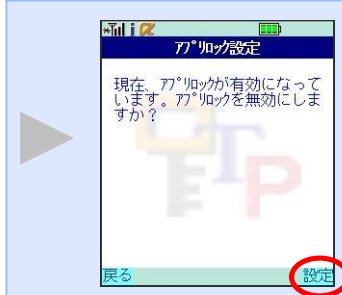 ｱﾌﾟﾘﾛｯｸ設定
現在、ｱﾌﾟﾘﾛｯｸが有効になって
います。ｱﾌﾟﾘﾛｯｸを無効にしま
すか？
戻る 設定